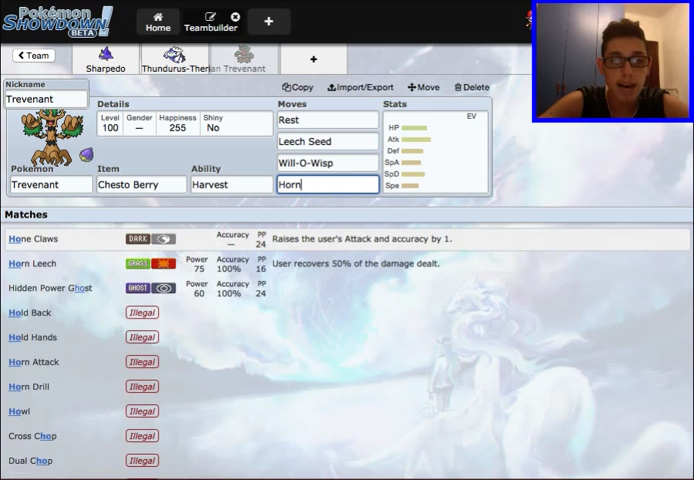 Pokémon
SHOWDOWN!
BETA
Home
Teambuilder
+
< Team
Sharpedo
Thundurus-Ther
an Trevenant
+
Nickname
Trevenant
Copy
Import/Export
Move
Delete
Details
Level Gender Happiness Shiny
100 — 255 No
Moves
Rest
Leech Seed
Will-O-Wisp
Horn
Stats
EV
HP
Atk
Def
SpA
SpD
Spe
Pokémon
Trevenant
Item
Chesto Berry
Ability
Harvest
Matches
Hone Claws DARK Accuracy — PP 24 Raises the user's Attack and accuracy by 1.
Horn Leech GRASS Power 75 Accuracy 100% PP 16 User recovers 50% of the damage dealt.
Hidden Power Ghost GHOST Power 60 Accuracy 100% PP 24
Hold Back Illegal
Hold Hands Illegal
Horn Attack Illegal
Horn Drill Illegal
Howl Illegal
Cross Chop Illegal
Dual Chop Illegal